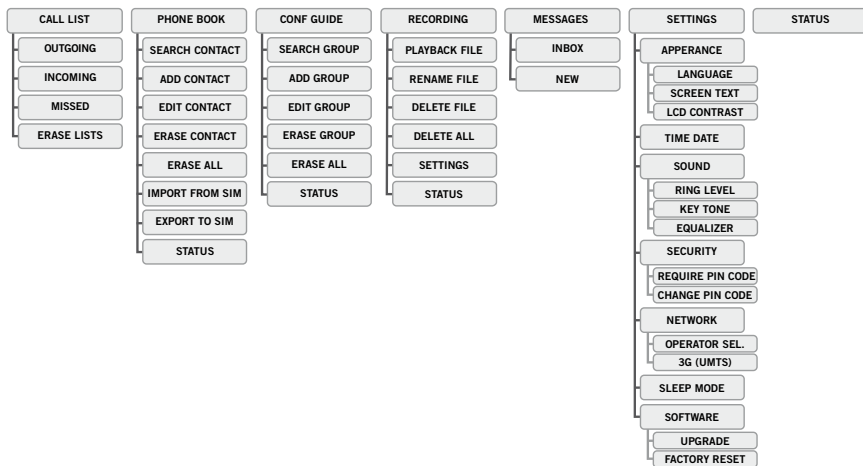 CALL LIST
OUTGOING
INCOMING
MISSED
ERASE LISTS
PHONE BOOK
SEARCH CONTACT
ADD CONTACT
EDIT CONTACT
ERASE CONTACT
ERASE ALL
IMPORT FROM SIM
EXPORT TO SIM
STATUS
CONF GUIDE
SEARCH GROUP
ADD GROUP
EDIT GROUP
ERASE GROUP
ERASE ALL
STATUS
RECORDING
PLAYBACK FILE
RENAME FILE
DELETE FILE
DELETE ALL
SETTINGS
STATUS
MESSAGES
INBOX
NEW
SETTINGS
APPERANCE
LANGUAGE
SCREEN TEXT
LCD CONTRAST
TIME DATE
SOUND
RING LEVEL
KEY TONE
EQUALIZER
SECURITY
REQUIRE PIN CODE
CHANGE PIN CODE
NETWORK
OPERATOR SEL.
3G (UMTS)
SLEEP MODE
SOFTWARE
UPGRADE
FACTORY RESET
STATUS